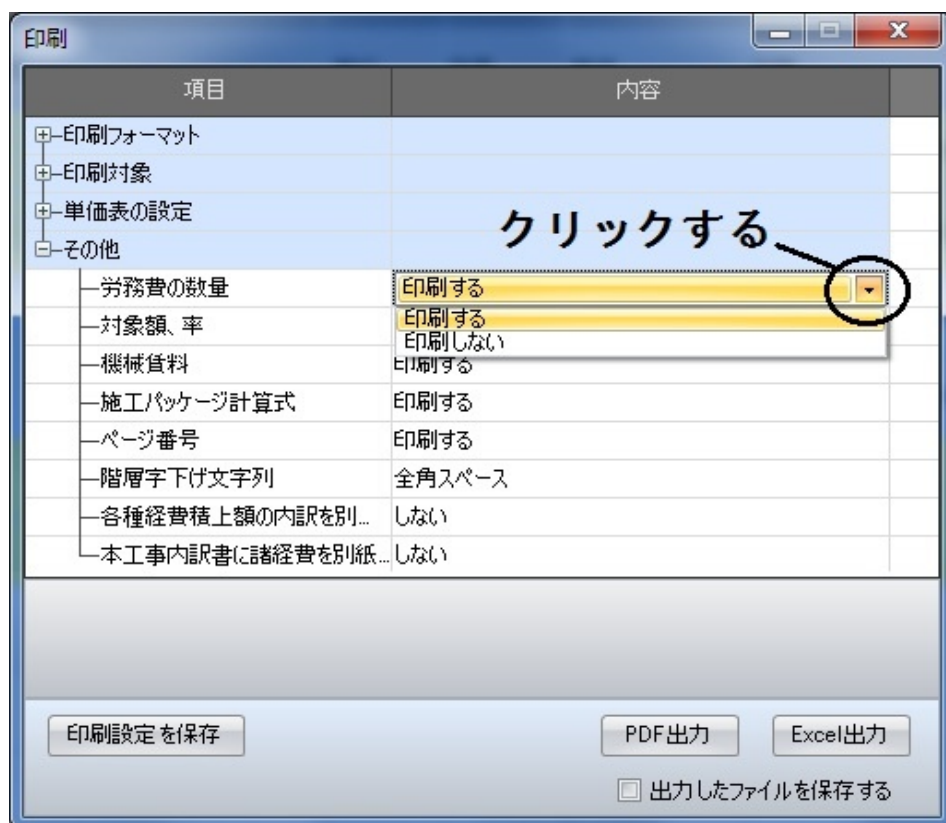 印刷
項目 内容
印刷フォーマット
印刷対象
単価表の設定
クリックする
その他
労務費の数量 印刷する
印刷する
対象額、率
印刷しない
機械賃料 印刷する
施工パッケージ計算式 印刷する
ページ番号 印刷する
階層字下げ文字列 全角スペース
各種経費積上額の内訳を別... しない
本工事内訳書に諸経費を別紙... しない
印刷設定を保存 PDF出力 Excel出力
出力したファイルを保存する